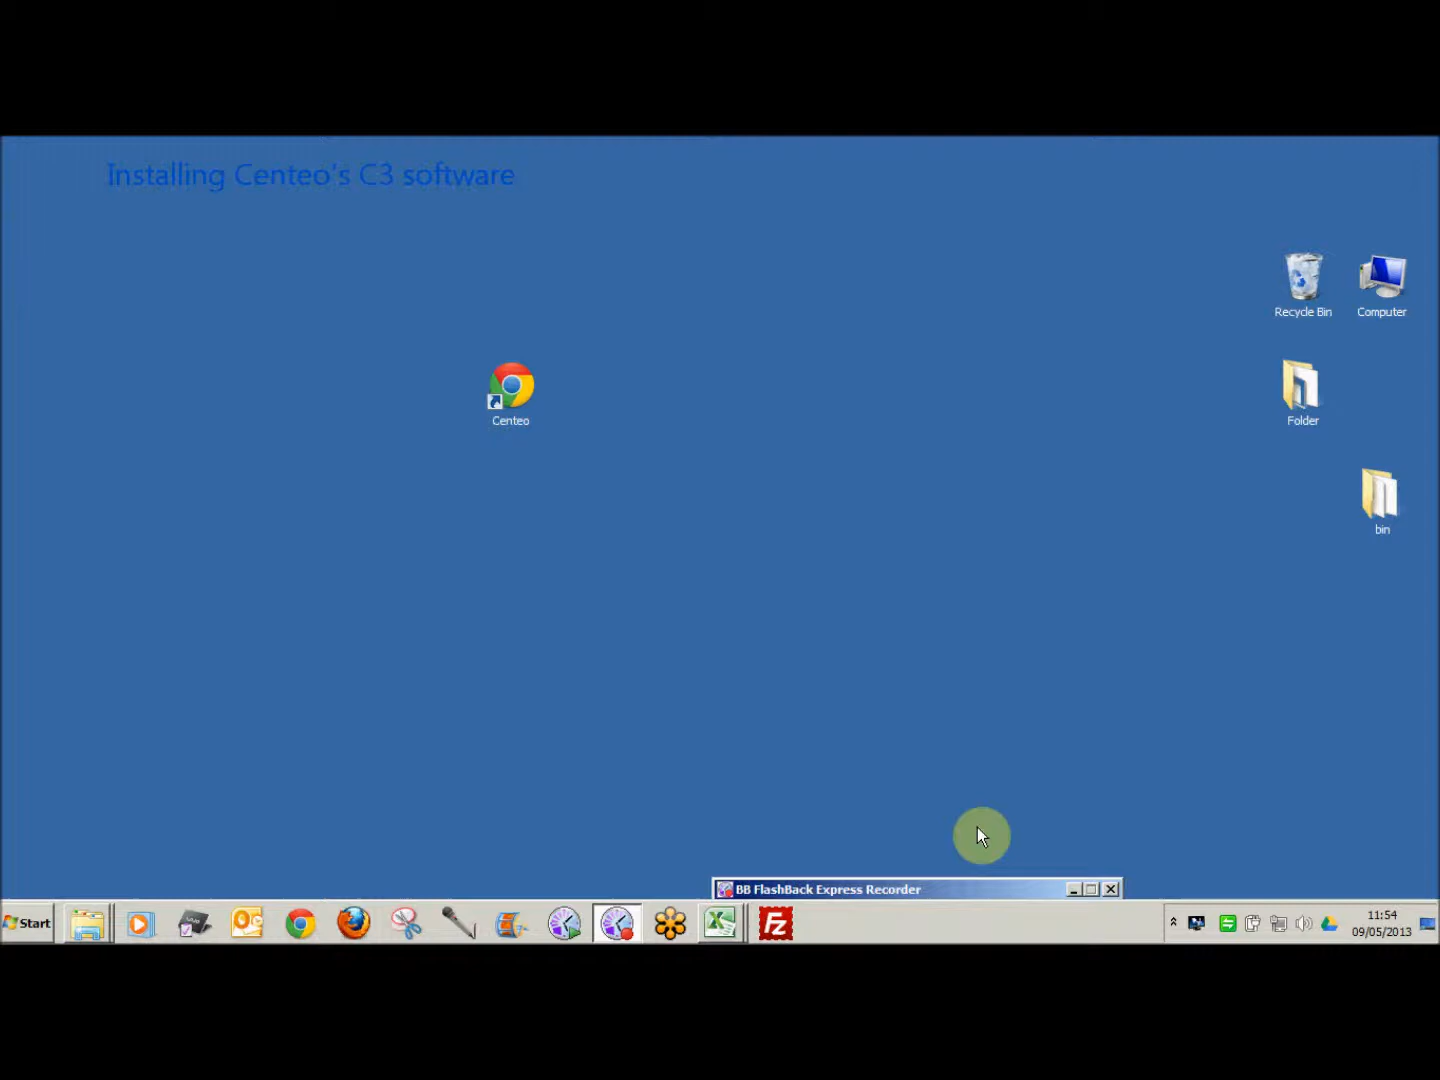 Installing Centeo's C3 software
Recycle Bin
Computer
Centeo
Folder
bin
BB FlashBack Express Recorder
Start
11:54
09/05/2013